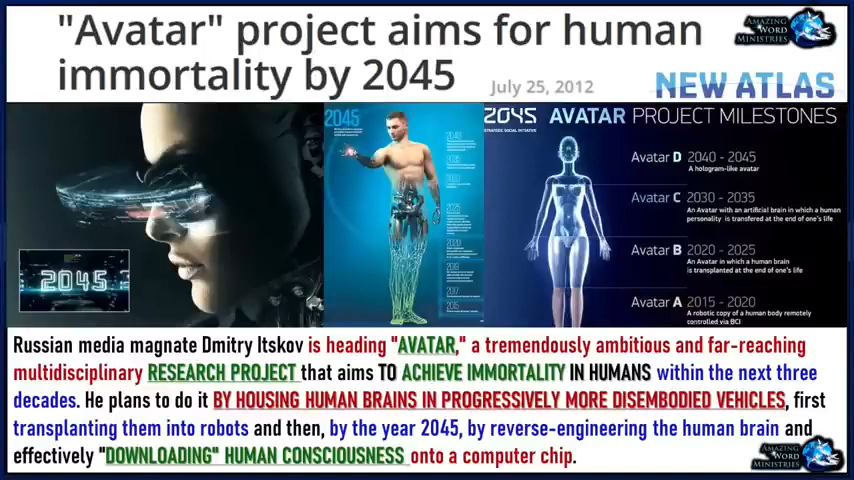 "Avatar" project aims for human
immortality by 2045
July 25, 2012
NEW ATLAS
AMAZING
WORD
MINISTRIES
2045
2045
2045 AVATAR PROJECT MILESTONES
STRATEGIC SOCIAL INITIATIVE
Avatar D 2040 - 2045
A hologram-like avatar
Avatar C 2030 - 2035
An Avatar with an artificial brain in which a human
personality is transfered at the end of one's life
Avatar B 2020 - 2025
An Avatar in which a human brain
is transplanted at the end of one's life
Avatar A 2015 - 2020
A robotic copy of a human body remotely
controlled via BCI
Russian media magnate Dmitry Itskov is heading "AVATAR," a tremendously ambitious and far-reaching
multidisciplinary RESEARCH PROJECT that aims TO ACHIEVE IMMORTALITY IN HUMANS within the next three
decades. He plans to do it BY HOUSING HUMAN BRAINS IN PROGRESSIVELY MORE DISEMBODIED VEHICLES, first
transplanting them into robots and then, by the year 2045, by reverse-engineering the human brain and
effectively "DOWNLOADING" HUMAN CONSCIOUSNESS onto a computer chip.
AMAZING
WORD
MINISTRIES